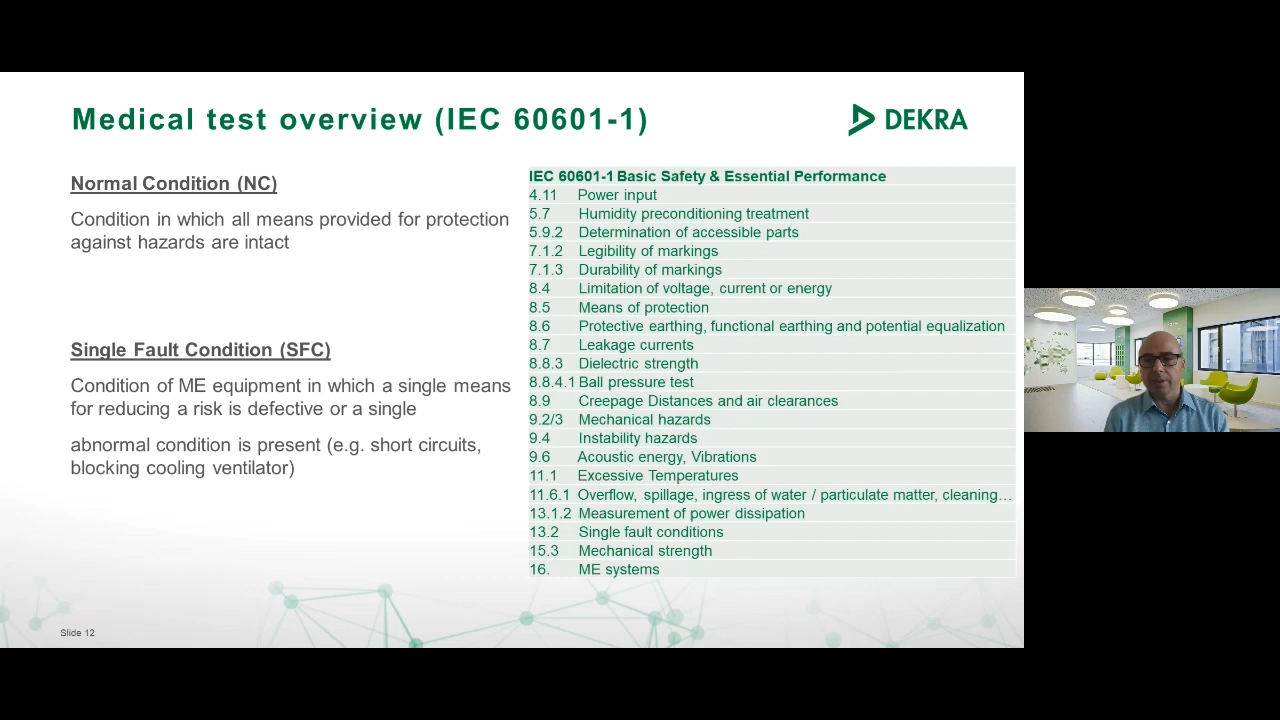 Medical test overview (IEC 60601-1)
DEKRA
Normal Condition (NC)
Condition in which all means provided for protection
against hazards are intact
Single Fault Condition (SFC)
Condition of ME equipment in which a single means
for reducing a risk is defective or a single
abnormal condition is present (e.g. short circuits,
blocking cooling ventilator)
IEC 60601-1 Basic Safety & Essential Performance
4.11 Power input
5.7 Humidity preconditioning treatment
5.9.2 Determination of accessible parts
7.1.2 Legibility of markings
7.1.3 Durability of markings
8.4 Limitation of voltage, current or energy
8.5 Means of protection
8.6 Protective earthing, functional earthing and potential equalization
8.7 Leakage currents
8.8.3 Dielectric strength
8.8.4.1 Ball pressure test
8.9 Creepage Distances and air clearances
9.2/3 Mechanical hazards
9.4 Instability hazards
9.6 Acoustic energy, Vibrations
11.1 Excessive Temperatures
11.6.1 Overflow, spillage, ingress of water / particulate matter, cleaning…
13.1.2 Measurement of power dissipation
13.2 Single fault conditions
15.3 Mechanical strength
16. ME systems
Slide 12